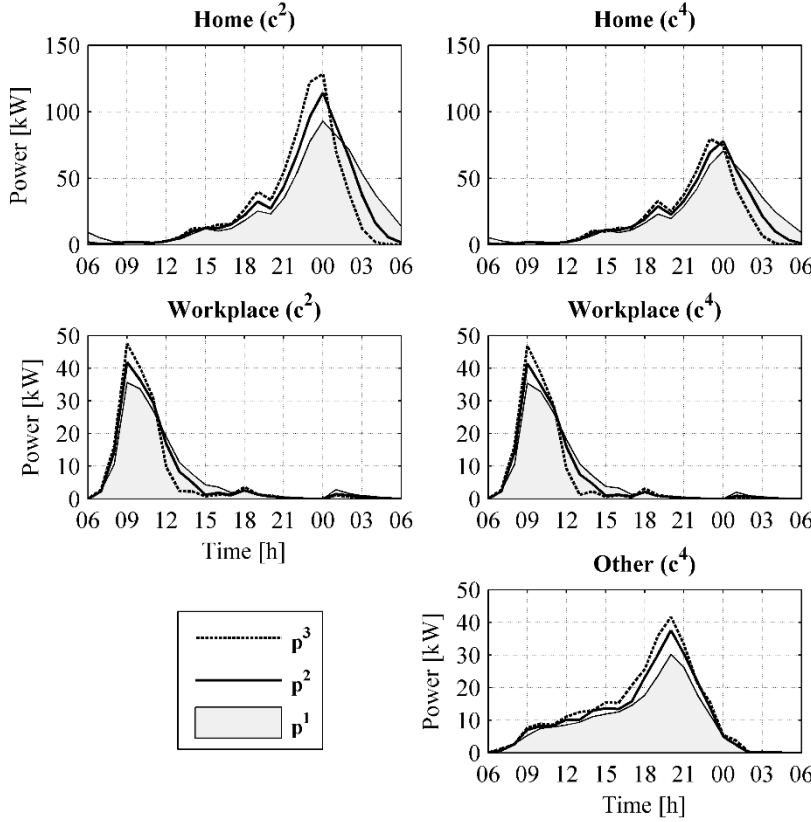 Home (c²)
Home (c⁴)
Power [kW]
150
100
50
0
06 09 12 15 18 21 00 03 06
150
100
50
0
06 09 12 15 18 21 00 03 06
Workplace (c²)
Workplace (c⁴)
Power [kW]
50
40
30
20
10
0
06 09 12 15 18 21 00 03 06
Time [h]
50
40
30
20
10
0
06 09 12 15 18 21 00 03 06
Other (c⁴)
p³
p²
p¹
Power [kW]
50
40
30
20
10
0
06 09 12 15 18 21 00 03 06
Time [h]